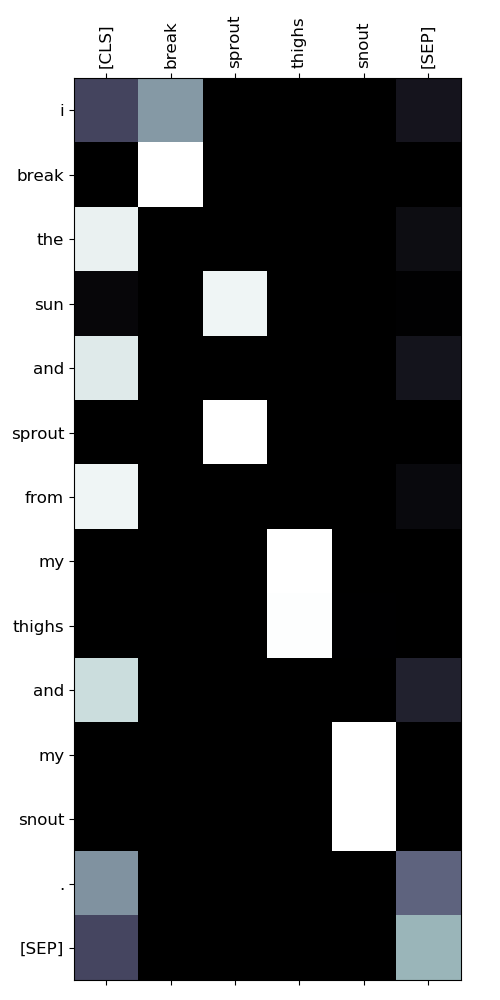 [CLS]
break
sprout
thighs
snout
[SEP]
i
break
the
sun
and
sprout
from
my
thighs
and
my
snout
.
[SEP]